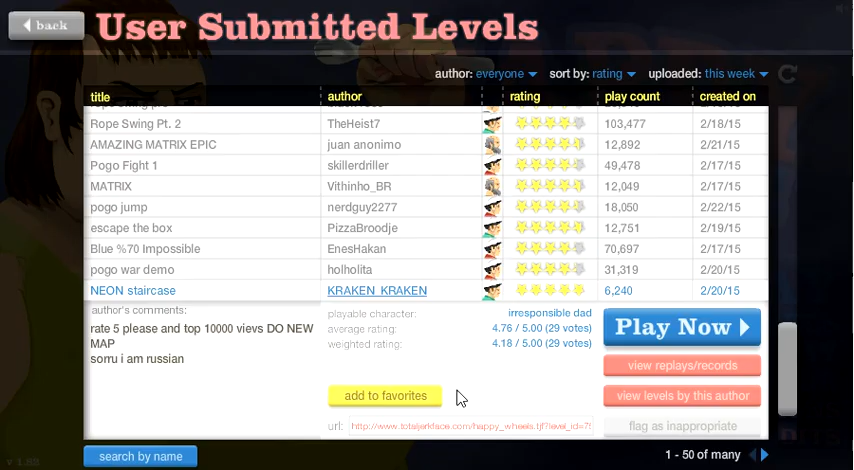 back User Submitted Levels
author: everyone sort by: rating uploaded: this week
title author rating play count created on
Rope Swing Pt. 2 TheHeist7 103,477 2/18/15
AMAZING MATRIX EPIC juan anonimo 12,892 2/21/15
Pogo Fight 1 skillerdriller 49,478 2/17/15
MATRIX Vithinho_BR 12,049 2/17/15
pogo jump nerdguy2277 18,050 2/22/15
escape the box PizzaBroodje 12,751 2/19/15
Blue %70 Impossible EnesHakan 70,697 2/17/15
pogo war demo holholita 31,319 2/20/15
NEON staircase KRAKEN_KRAKEN 6,240 2/20/15
author's comments:
rate 5 please and top 10000 vievs DO NEW
MAP
sorru i am russian
playable character: irresponsible dad
average rating: 4.76 / 5.00 (29 votes)
weighted rating: 4.18 / 5.00 (29 votes)
Play Now
view replays/records
add to favorites view levels by this author
url: http://www.totaljerkface.com/happy_wheels.tjf?level_id=75 flag as inappropriate
search by name 1 - 50 of many
v 1.82